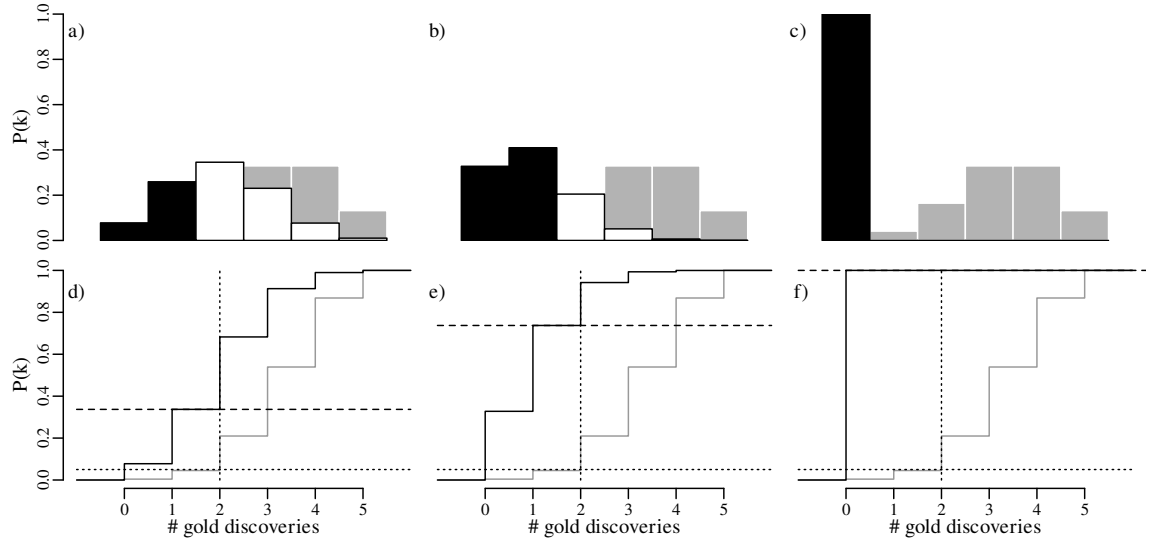 a) b) c)
P(k)
0.0 0.2 0.4 0.6 0.8 1.0
d) e) f)
P(k)
0.0 0.2 0.4 0.6 0.8 1.0
0 1 2 3 4 5 0 1 2 3 4 5 0 1 2 3 4 5
# gold discoveries # gold discoveries # gold discoveries